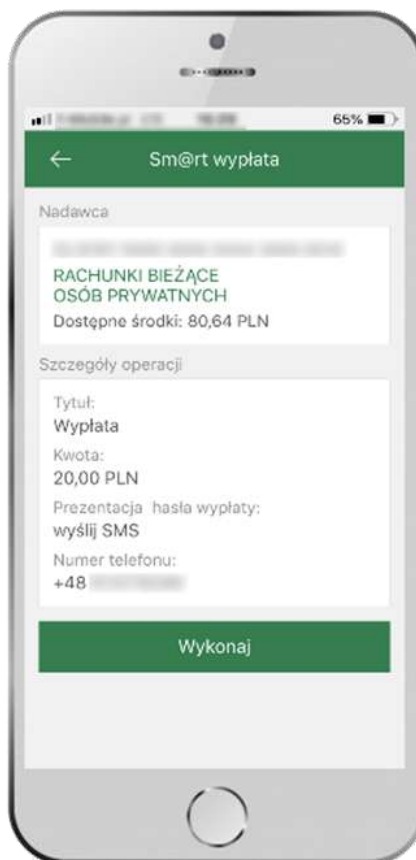 65%
Sm@rt wypłata
Nadawca
RACHUNKI BIEŻĄCE
OSÓB PRYWATNYCH
Dostępne środki: 80,64 PLN
Szczegóły operacji
Tytuł:
Wypłata
Kwota:
20,00 PLN
Prezentacja hasła wypłaty:
wyślij SMS
Numer telefonu:
+48
Wykonaj